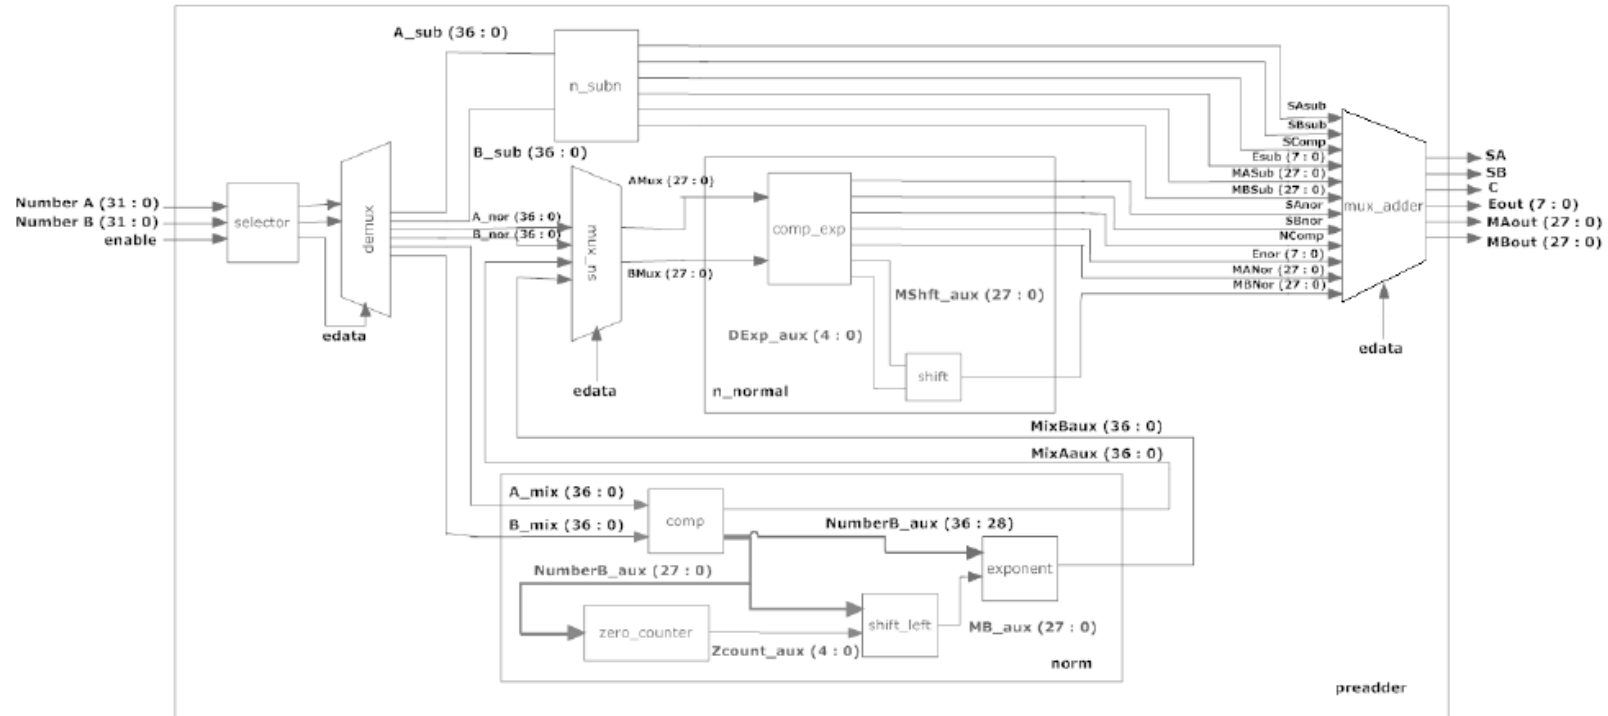 A_sub (36 : 0)
n_subn
B_sub (36 : 0)
SAsub
SBsub
SComp
Esub (7 : 0)
MASub (27 : 0)
MBSub (27 : 0)
SAnor
SBnor
NComp
Enor (7 : 0)
MANor (27 : 0)
MBNor (27 : 0)
mux_adder
SA
SB
C
Eout (7 : 0)
MAout (27 : 0)
MBout (27 : 0)
edata
Number A (31 : 0)
Number B (31 : 0)
enable
selector
demux
edata
A_nor (36 : 0)
B_nor (36 : 0)
mux_ns
edata
AMux (27 : 0)
BMux (27 : 0)
comp_exp
MShft_aux (27 : 0)
DExp_aux (4 : 0)
shift
n_normal
MixBaux (36 : 0)
MixAaux (36 : 0)
A_mix (36 : 0)
B_mix (36 : 0)
comp
NumberB_aux (36 : 28)
exponent
NumberB_aux (27 : 0)
zero_counter
shift_left
MB_aux (27 : 0)
Zcount_aux (4 : 0)
norm
preadder